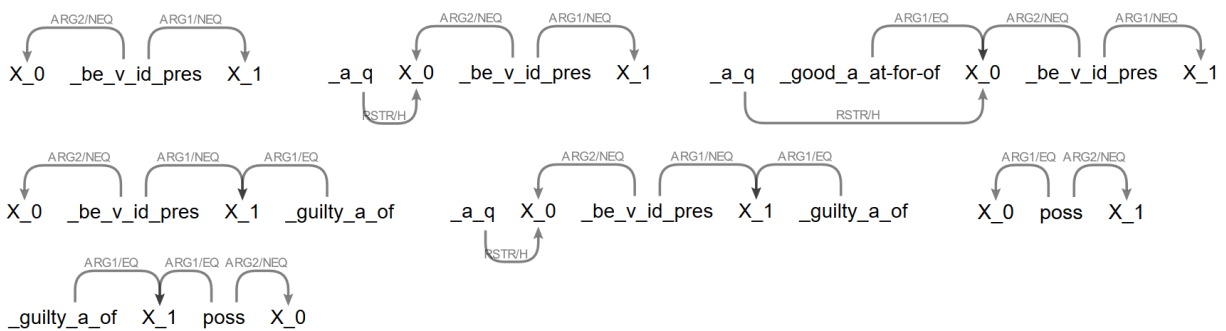 ARG2/NEQ ARG1/NEQ ARG2/NEQ ARG1/NEQ ARG1/EQ ARG2/NEQ ARG1/NEQ
X_0 _be_v_id_pres X_1 _a_q X_0 _be_v_id_pres X_1 _a_q _good_a_at-for-of X_0 _be_v_id_pres X_1
RSTR/H RSTR/H
ARG2/NEQ ARG1/NEQ ARG1/EQ ARG2/NEQ ARG1/NEQ ARG1/EQ ARG1/EQ ARG2/NEQ
X_0 _be_v_id_pres X_1 _guilty_a_of _a_q X_0 _be_v_id_pres X_1 _guilty_a_of X_0 poss X_1
RSTR/H
ARG1/EQ ARG1/EQ ARG2/NEQ
_guilty_a_of X_1 poss X_0